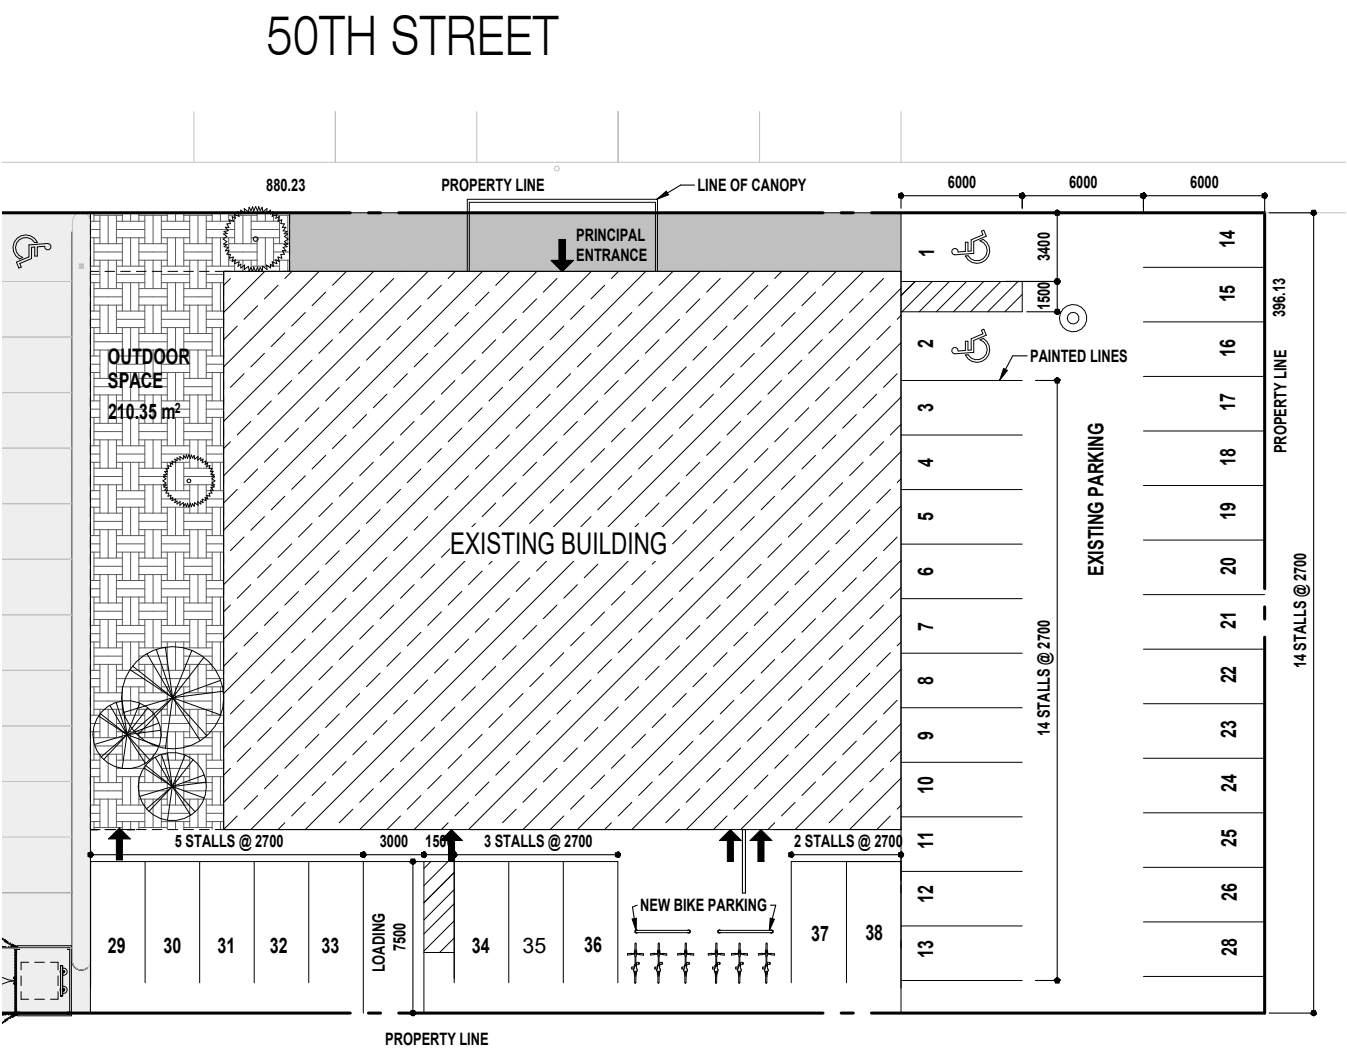 50TH STREET
880.23
PROPERTY LINE
LINE OF CANOPY
6000
6000
6000
PRINCIPAL
ENTRANCE
1
3400
14
1500
15
396.13
OUTDOOR
SPACE
210.35 m²
2
PAINTED LINES
16
PROPERTY LINE
3
17
4
EXISTING PARKING
18
5
19
EXISTING BUILDING
6
20
14 STALLS @ 2700
7
14 STALLS @ 2700
21
8
22
9
23
10
24
5 STALLS @ 2700
3000
150
3 STALLS @ 2700
2 STALLS @ 2700
11
25
12
26
NEW BIKE PARKING
29
30
31
32
33
LOADING
7500
34
35
36
37
38
13
28
PROPERTY LINE